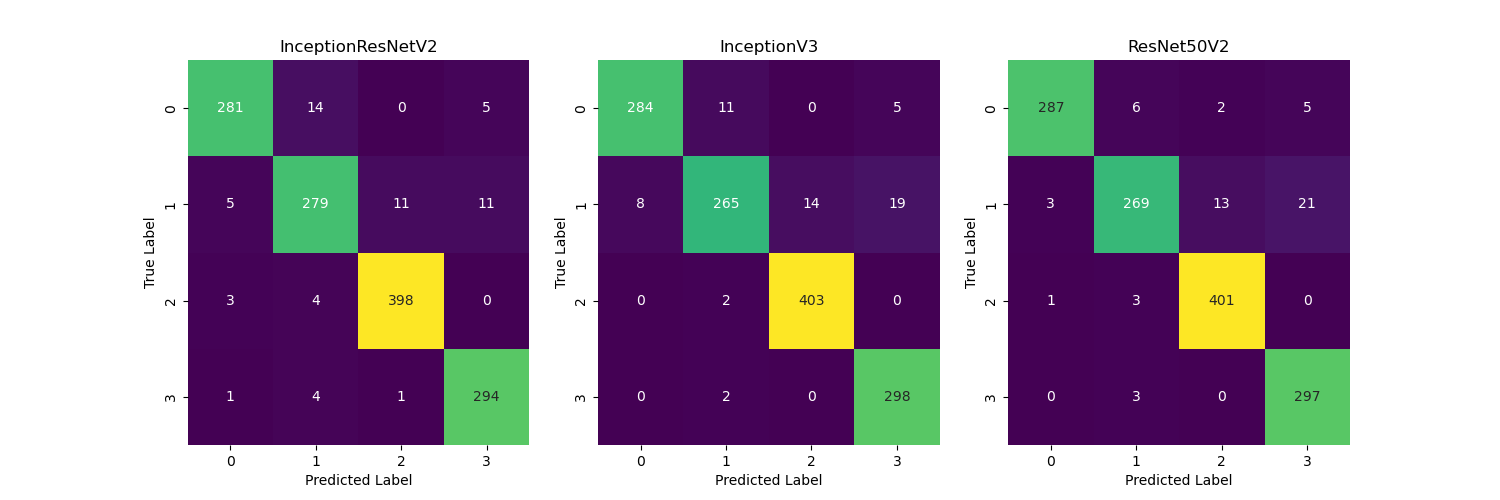 InceptionResNetV2
InceptionV3
ResNet50V2
True Label
0
281 14 0 5
1
5 279 11 11
2
3 4 398 0
3
1 4 1 294
0 1 2 3
Predicted Label
True Label
0
284 11 0 5
1
8 265 14 19
2
0 2 403 0
3
0 2 0 298
0 1 2 3
Predicted Label
True Label
0
287 6 2 5
1
3 269 13 21
2
1 3 401 0
3
0 3 0 297
0 1 2 3
Predicted Label